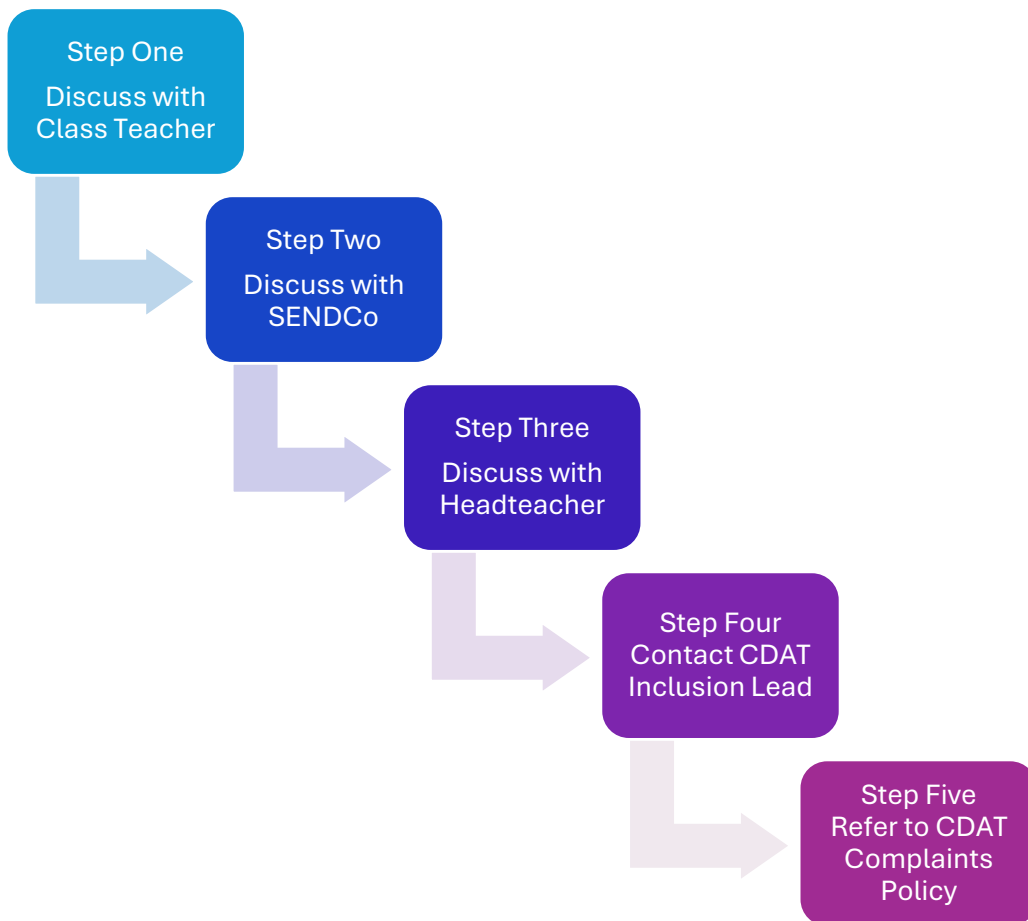 Step One
Discuss with
Class Teacher
Step Two
Discuss with
SENDCo
Step Three
Discuss with
Headteacher
Step Four
Contact CDAT
Inclusion Lead
Step Five
Refer to CDAT
Complaints
Policy